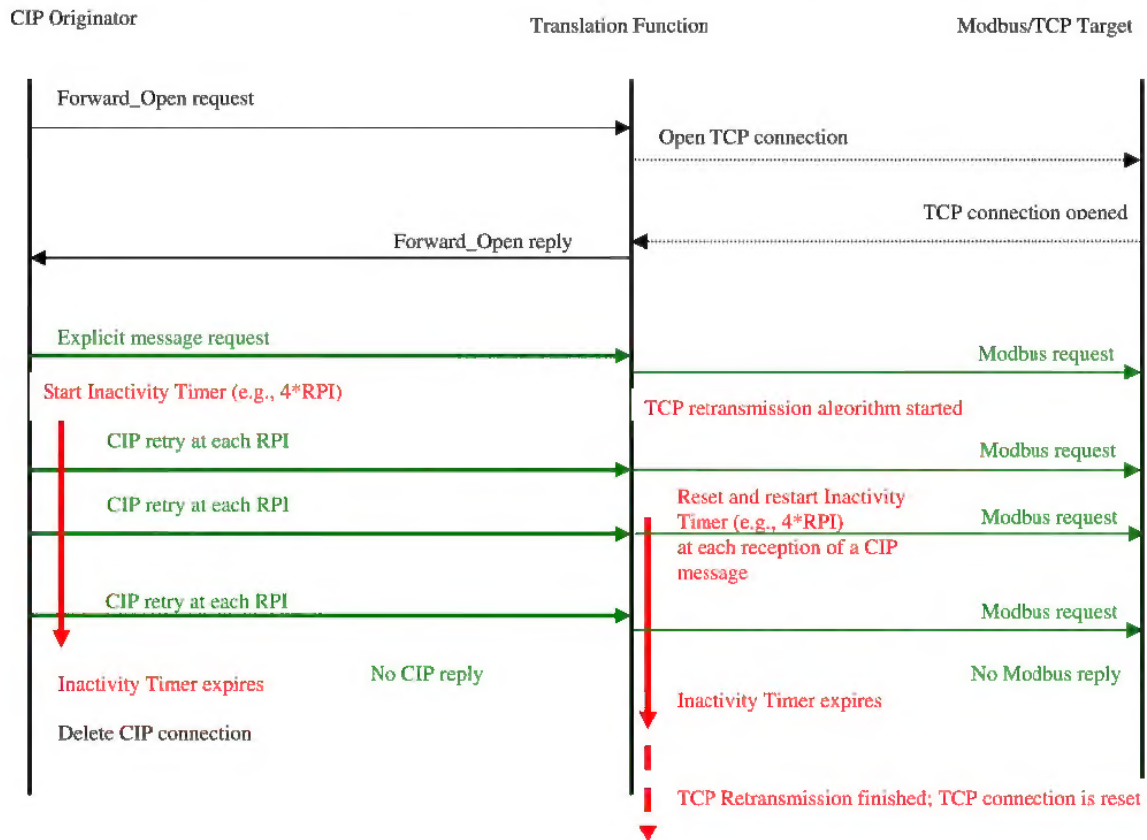 CIP Originator
Translation Function
Modbus/TCP Target
Forward_Open request
Open TCP connection
TCP connection opened
Forward_Open reply
Explicit message request
Modbus request
Start Inactivity Timer (e.g., 4*RPI)
TCP retransmission algorithm started
CIP retry at each RPI
Modbus request
CIP retry at each RPI
Reset and restart Inactivity
Timer (e.g., 4*RPI)
at each reception of a CIP
message
Modbus request
CIP retry at each RPI
Modbus request
Inactivity Timer expires
No CIP reply
No Modbus reply
Inactivity Timer expires
Delete CIP connection
TCP Retransmission finished; TCP connection is reset